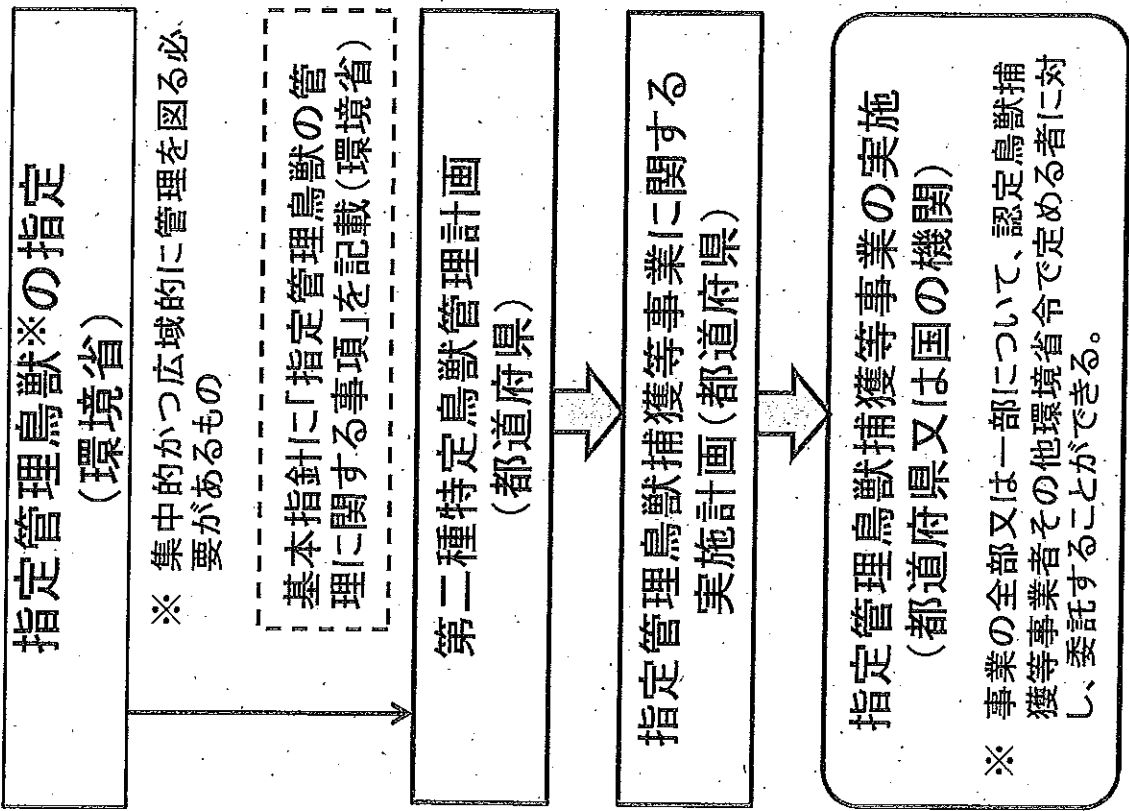 指定管理鳥獣※の指定
(環境省)
※ 集中的かつ広域的に管理を図る必
要があるもの
基本指針に「指定管理鳥獣の管
理に関する事項」を記載(環境省)
第二種特定鳥獣管理計画
(都道府県)
指定管理鳥獣捕獲等事業に関する
実施計画(都道府県)
指定管理鳥獣捕獲等事業の実施
(都道府県又は国の機関)
※ 事業の全部又は一部について、認定鳥獣捕
獲等事業者その他環境省令で定める者に対
し、委託することができる。